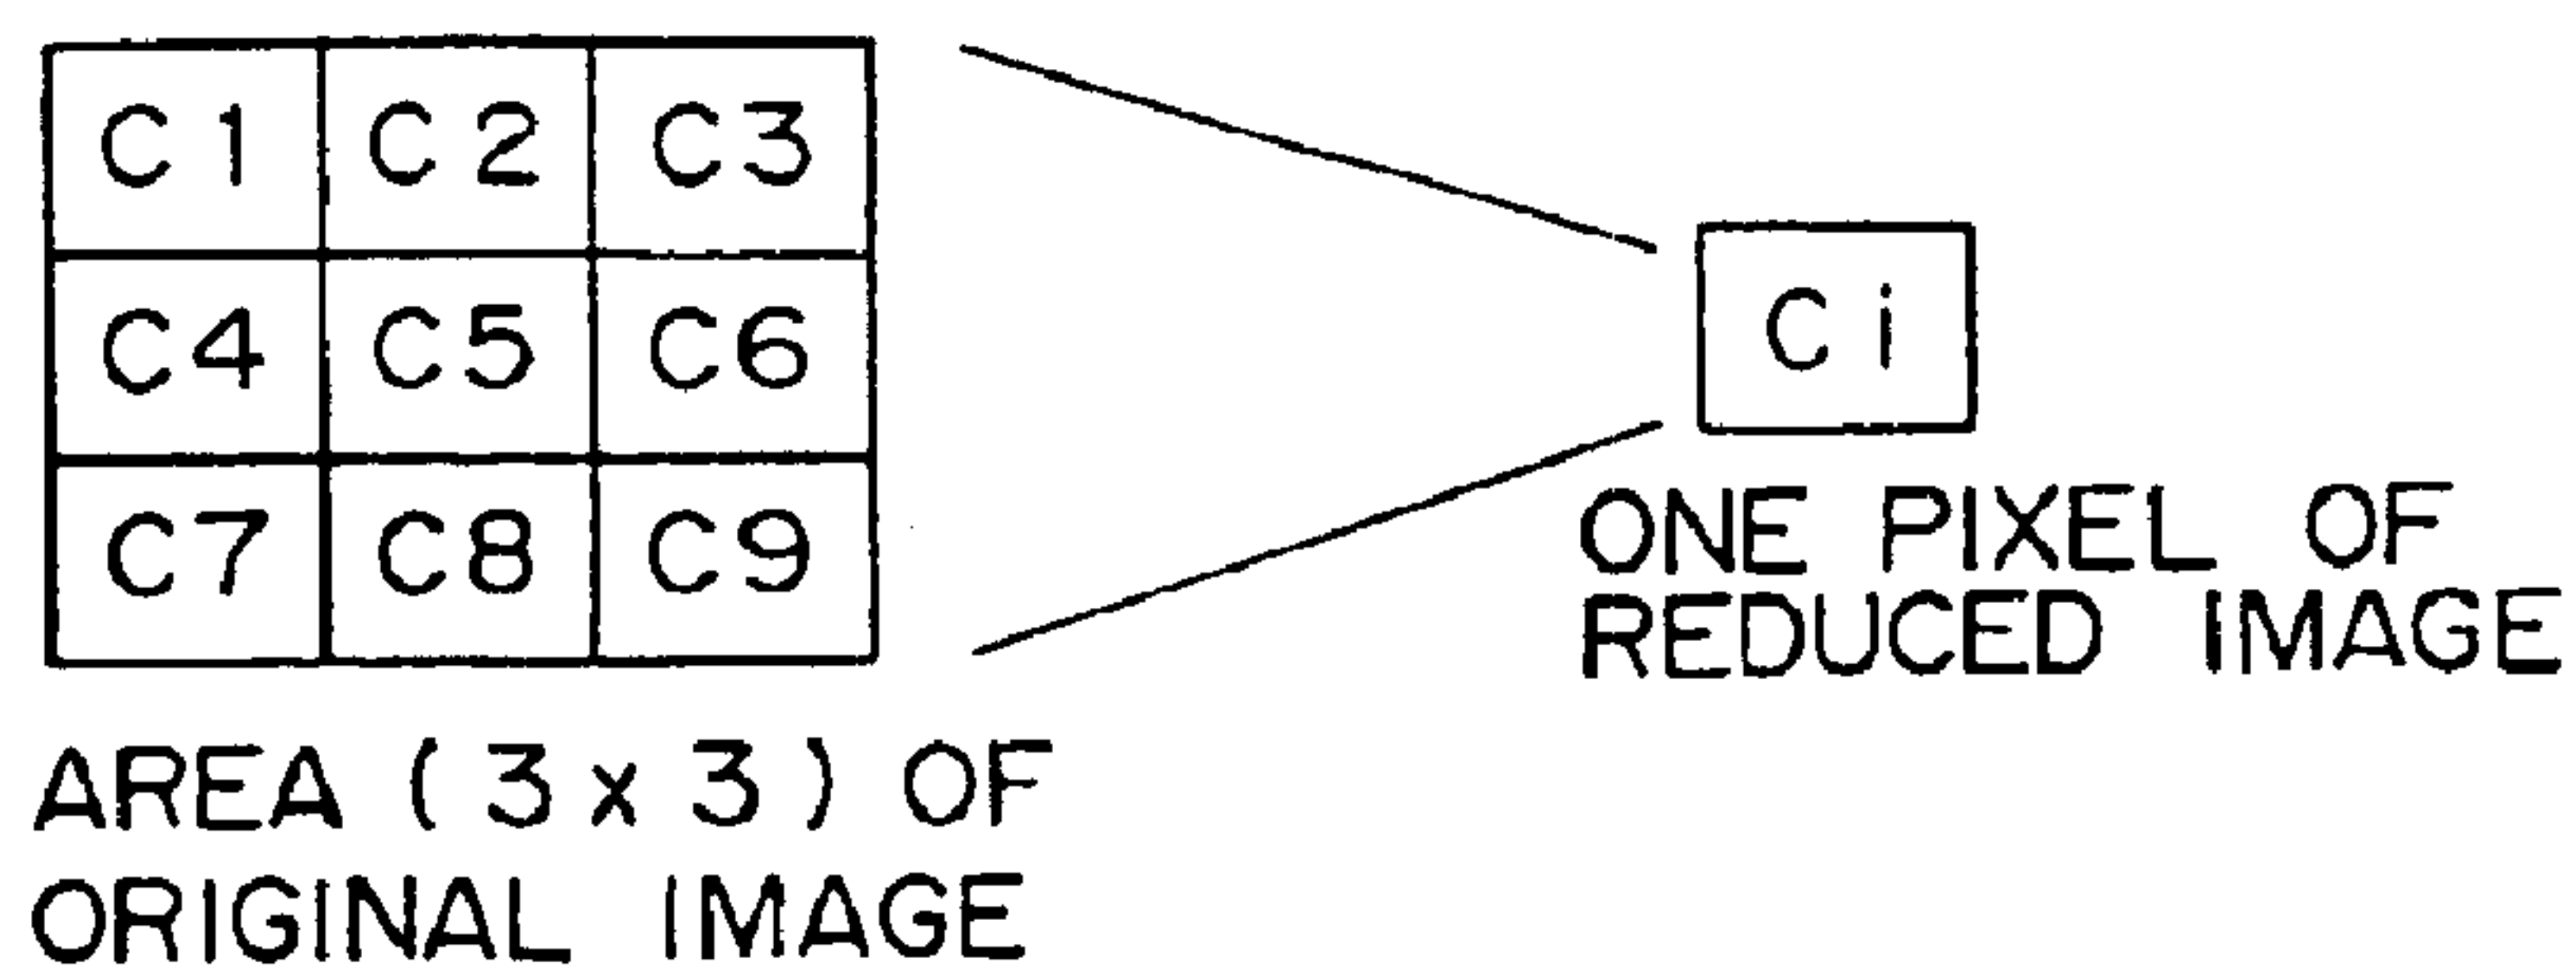 C1 C2 C3
C4 C5 C6
C7 C8 C9
Ci
ONE PIXEL OF
REDUCED IMAGE
AREA (3x3) OF
ORIGINAL IMAGE